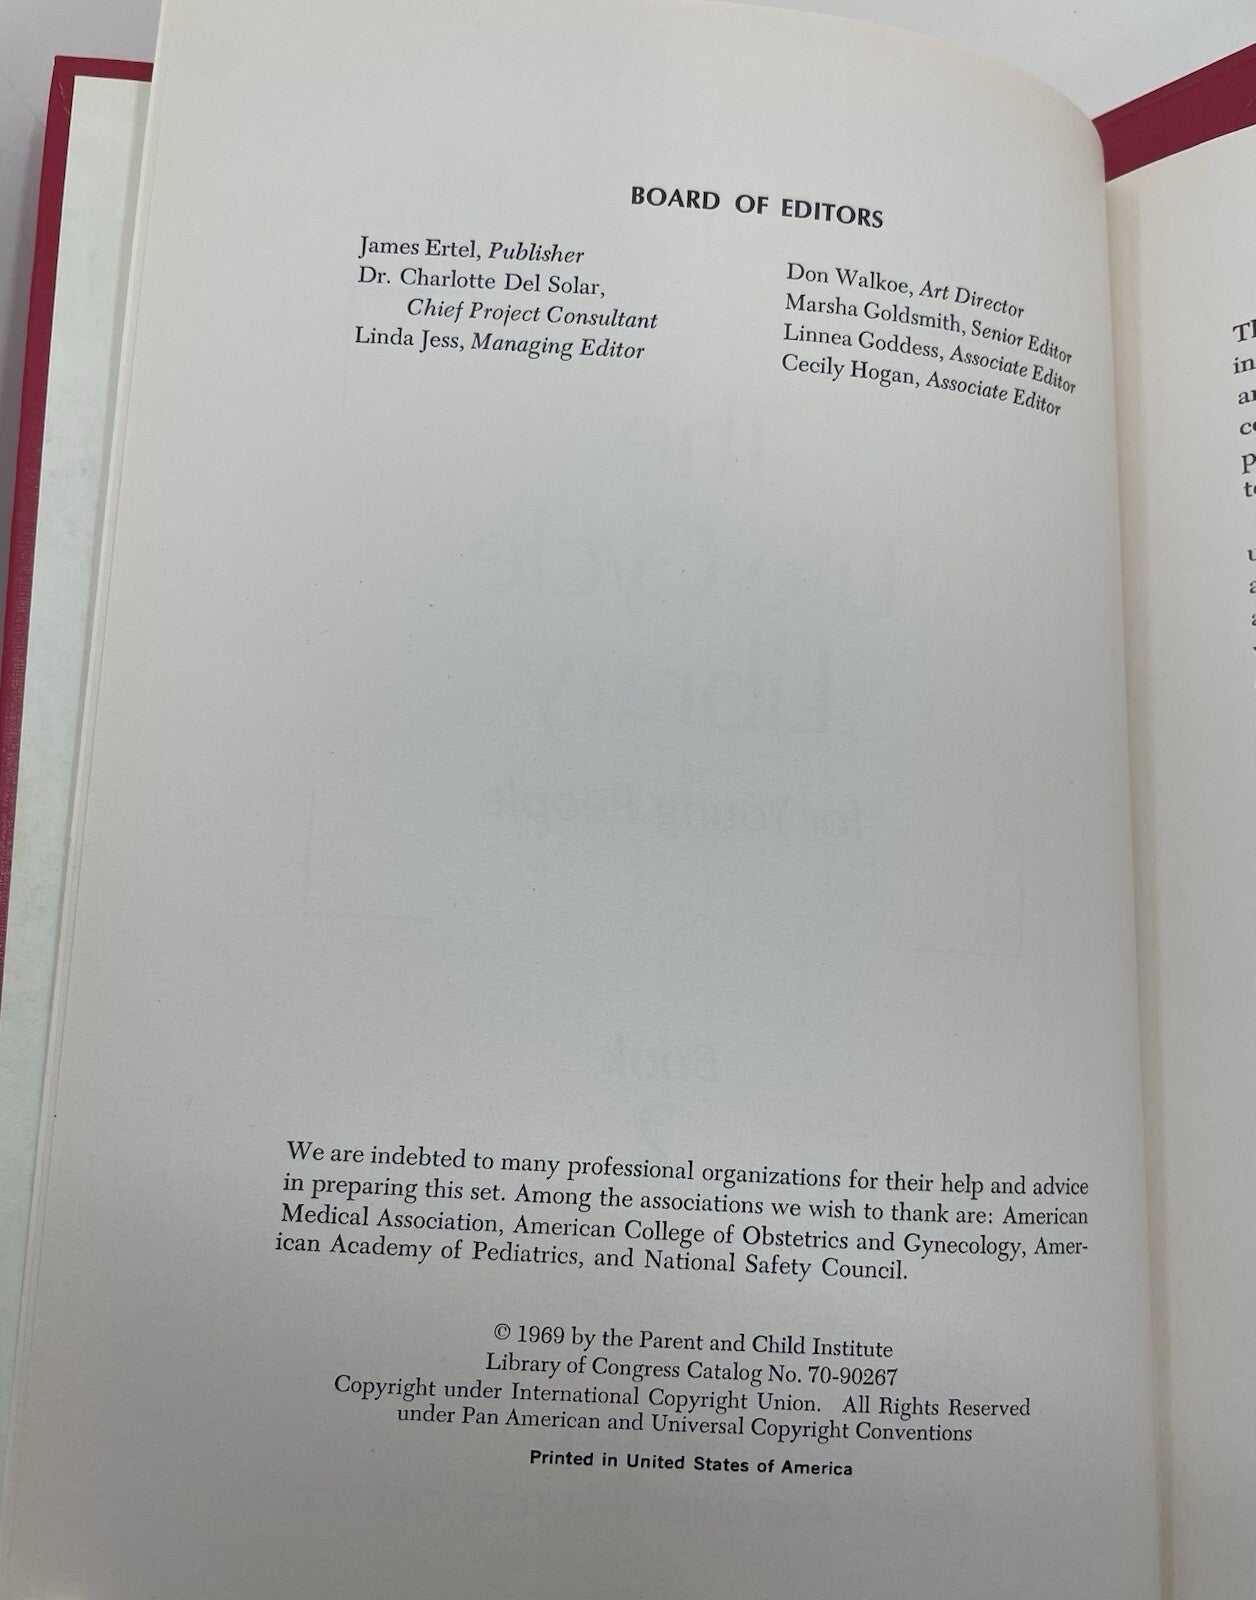 BOARD OF EDITORS
James Ertel, Publisher
Dr. Charlotte Del Solar,
Chief Project Consultant
Linda Jess, Managing Editor
Don Walkoe, Art Director
Marsha Goldsmith, Senior Editor
Linnea Goddess, Associate Editor
Cecily Hogan, Associate Editor
We are indebted to many professional organizations for their help and advice
in preparing this set. Among the associations we wish to thank are: American
Medical Association, American College of Obstetrics and Gynecology, Amer-
ican Academy of Pediatrics, and National Safety Council.
© 1969 by the Parent and Child Institute
Library of Congress Catalog No. 70-90267
Copyright under International Copyright Union. All Rights Reserved
under Pan American and Universal Copyright Conventions
Printed in United States of America